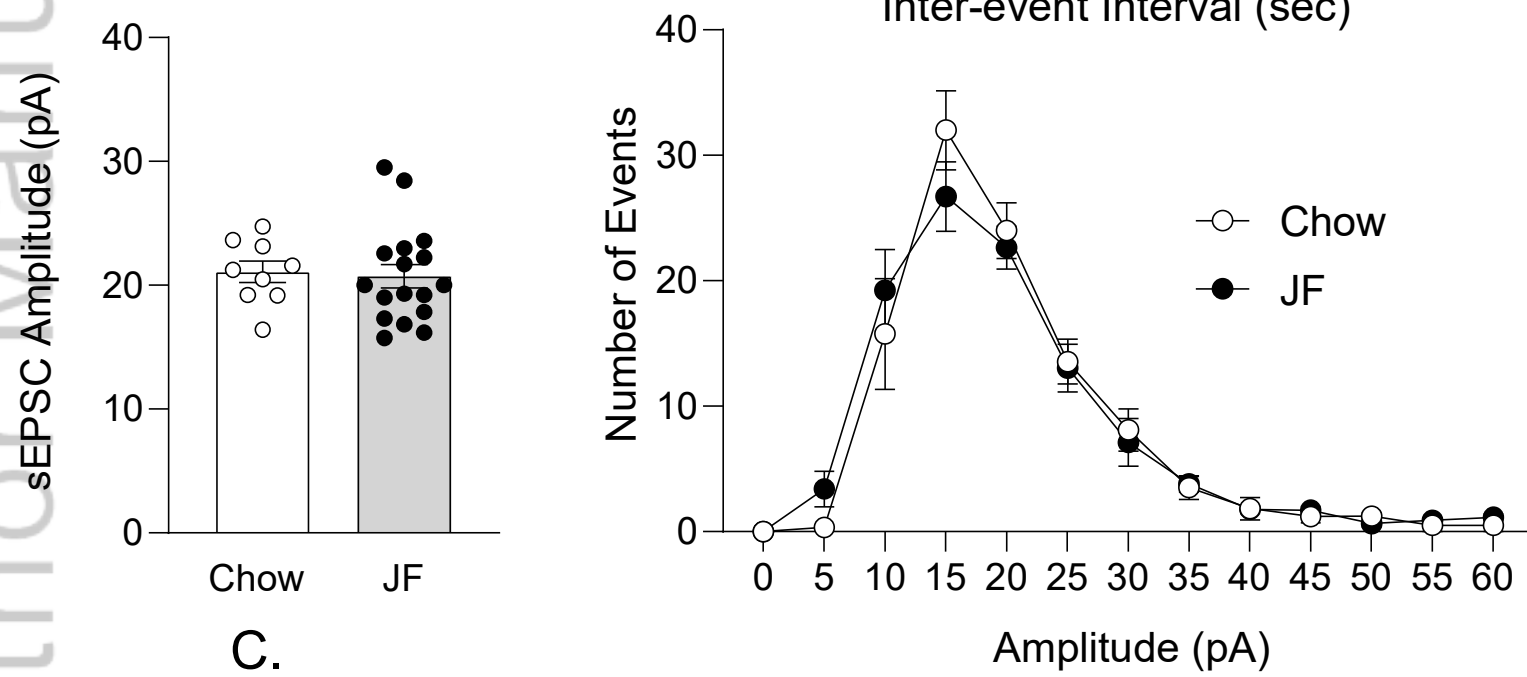 Inter-event Interval (sec)
sEPSC Amplitude (pA)
40
30
20
10
0
Chow
JF
C.
Number of Events
40
30
20
10
0
Chow
JF
0 5 10 15 20 25 30 35 40 45 50 55 60
Amplitude (pA)